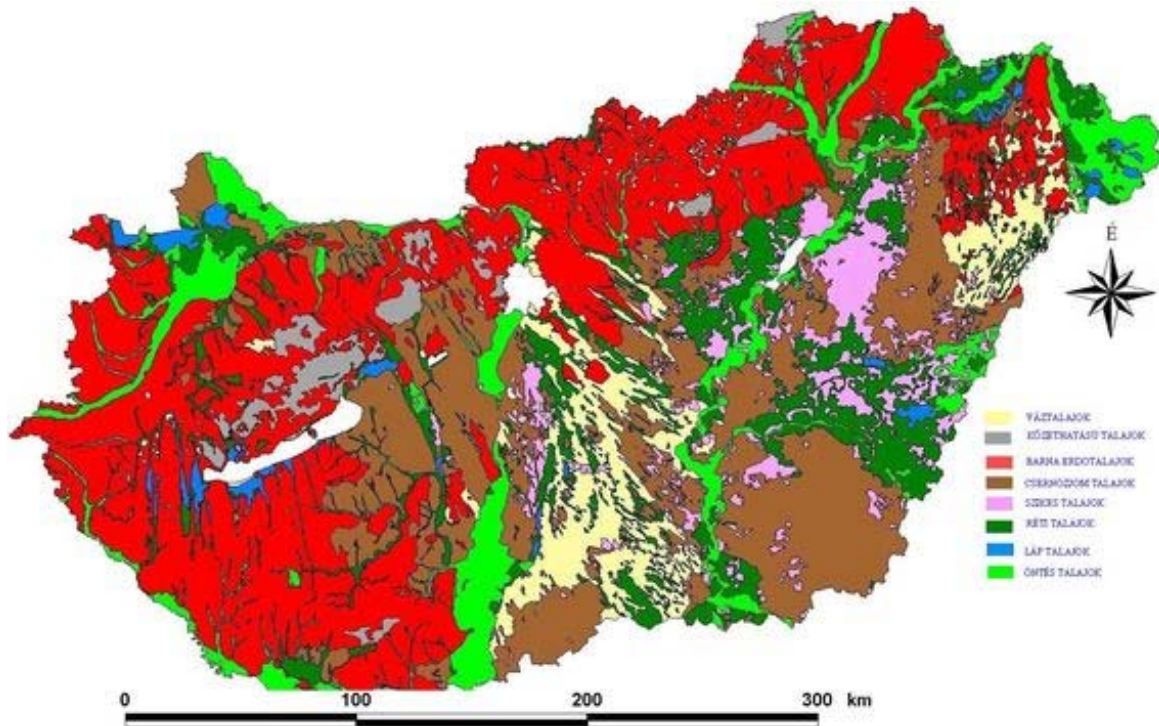 É
VÁZTALAJOK
KŐZETHATÁSÚ TALAJOK
BARNA ERDŐTALAJOK
CSERNOZJOM TALAJOK
SZIKES TALAJOK
RÉTI TALAJOK
LÁP TALAJOK
ÖNTÉS TALAJOK
0 100 200 300 km